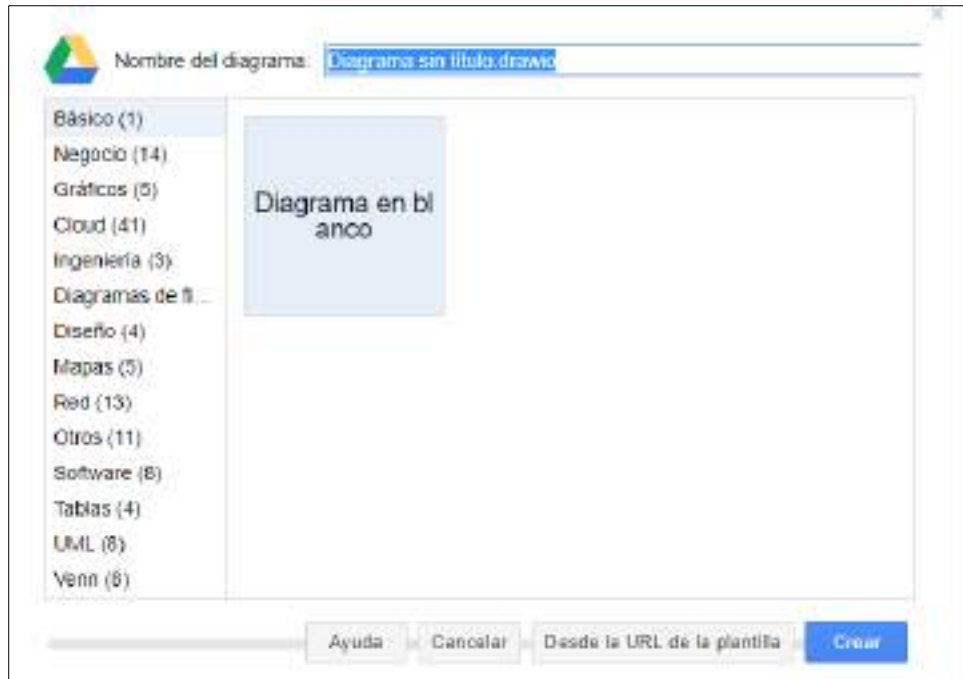 Nombre del diagrama: Diagrama sin título.drawio
Básico (1)
Negocio (14)
Gráficos (5)
Cloud (41)
Ingeniería (3)
Diagramas de fl...
Diseño (4)
Mapas (5)
Red (13)
Otros (11)
Software (8)
Tablas (4)
UML (8)
Venn (8)
Diagrama en bl
anco
Ayuda
Cancelar
Desde la URL de la plantilla
Crear